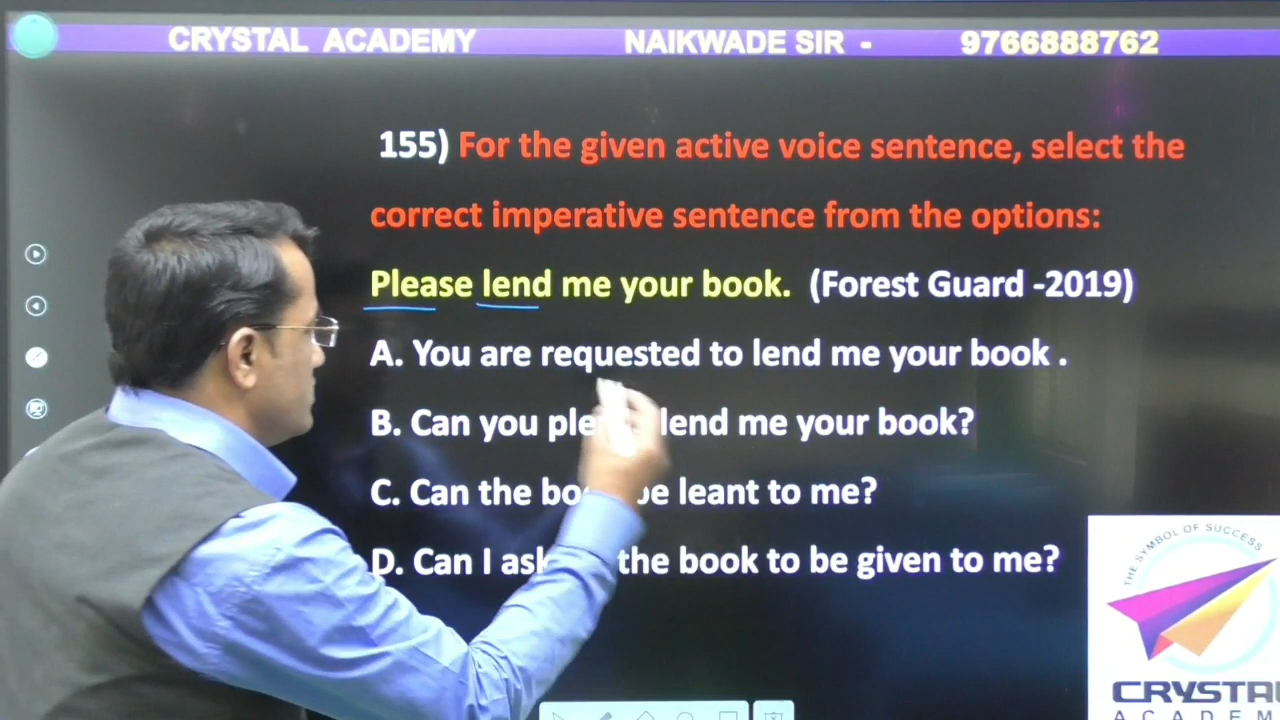 CRYSTAL ACADEMY NAIKWADE SIR - 9766888762
155) For the given active voice sentence, select the
correct imperative sentence from the options:
Please lend me your book. (Forest Guard -2019)
A. You are requested to lend me your book .
B. Can you lend me your book?
C. Can the leant to me?
D. Can I ask the book to be given to me?
THE SYMBOL OF SUCCESS
CRYSTAL
ACADEM